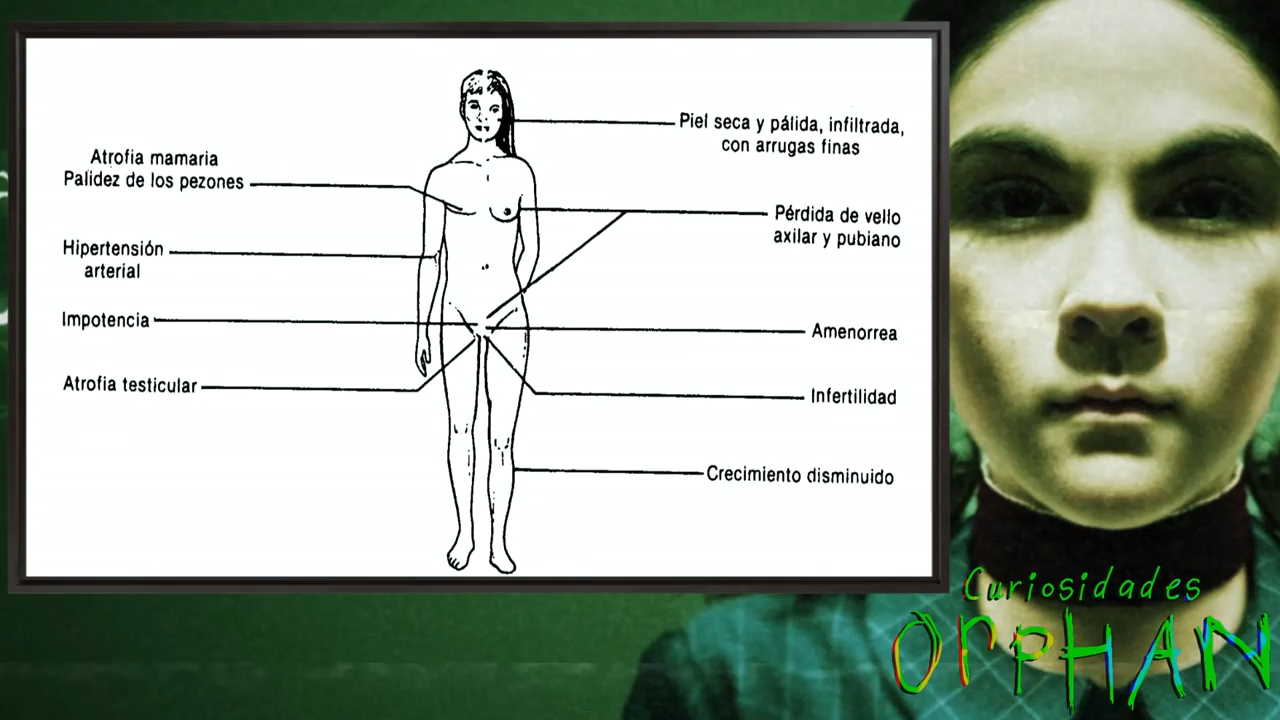 Atrofia mamaria
Palidez de los pezones
Hipertensión
arterial
Impotencia
Atrofia testicular
Piel seca y pálida, infiltrada,
con arrugas finas
Pérdida de vello
axilar y pubiano
Amenorrea
Infertilidad
Crecimiento disminuido
Curiosidades
OrPHAN